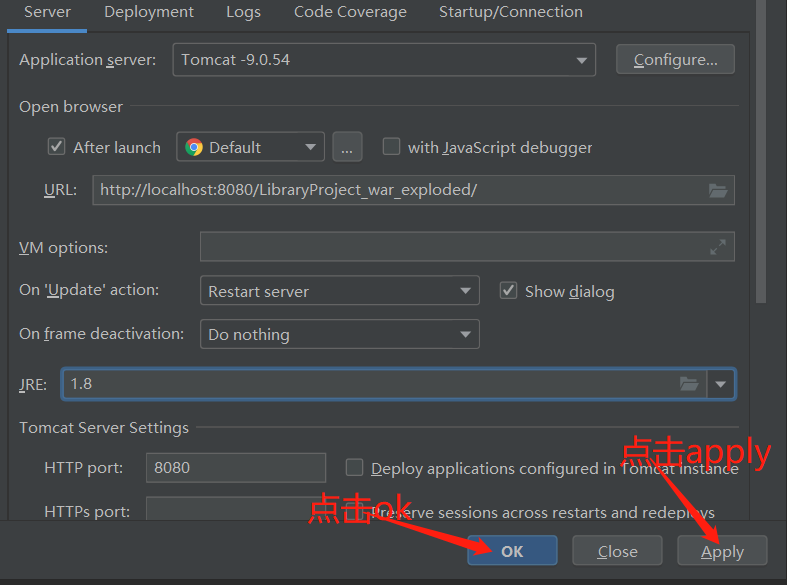 Server Deployment Logs Code Coverage Startup/Connection
Application server: Tomcat -9.0.54 Configure...
Open browser
After launch Default ... with JavaScript debugger
URL: http://localhost:8080/LibraryProject_war_exploded/
VM options:
On 'Update' action: Restart server Show dialog
On frame deactivation: Do nothing
JRE: 1.8
Tomcat Server Settings
点击apply
HTTP port: 8080 Deploy applications configured in Tomcat instance
点击ok
HTTPs port: Preserve sessions across restarts and redeploys
OK Close Apply